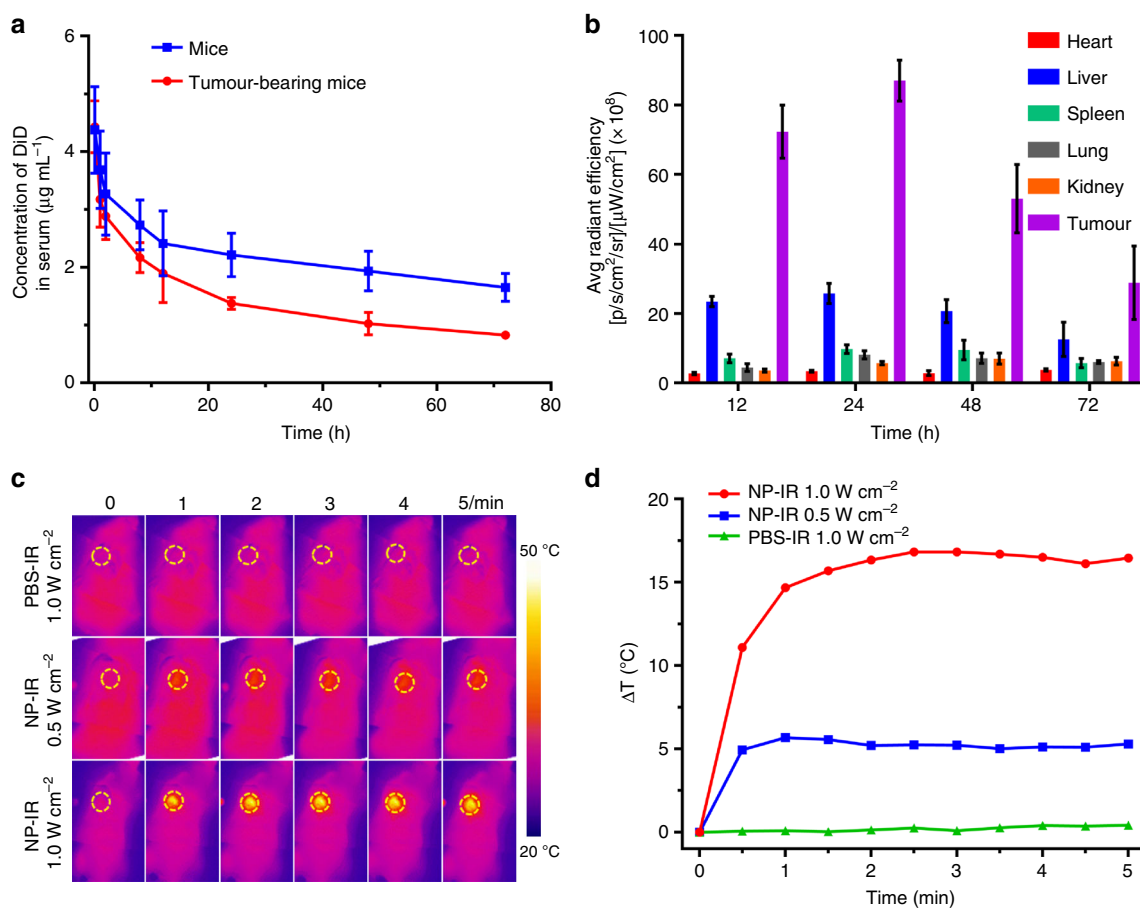 a
6
4
2
0
Concentration of DiD
in serum (μg mL⁻¹)
Mice
Tumour-bearing mice
0 20 40 60 80
Time (h)
b
100
80
60
40
20
0
Avg radiant efficiency
[p/s/cm²/sr]/[μW/cm²] (× 10⁸)
Heart
Liver
Spleen
Lung
Kidney
Tumour
12 24 48 72
Time (h)
c
0 1 2 3 4 5/min
PBS-IR
1.0 W cm⁻²
NP-IR
0.5 W cm⁻²
NP-IR
1.0 W cm⁻²
50 °C
20 °C
d
20
15
10
5
0
ΔT (°C)
NP-IR 1.0 W cm⁻²
NP-IR 0.5 W cm⁻²
PBS-IR 1.0 W cm⁻²
0 1 2 3 4 5
Time (min)